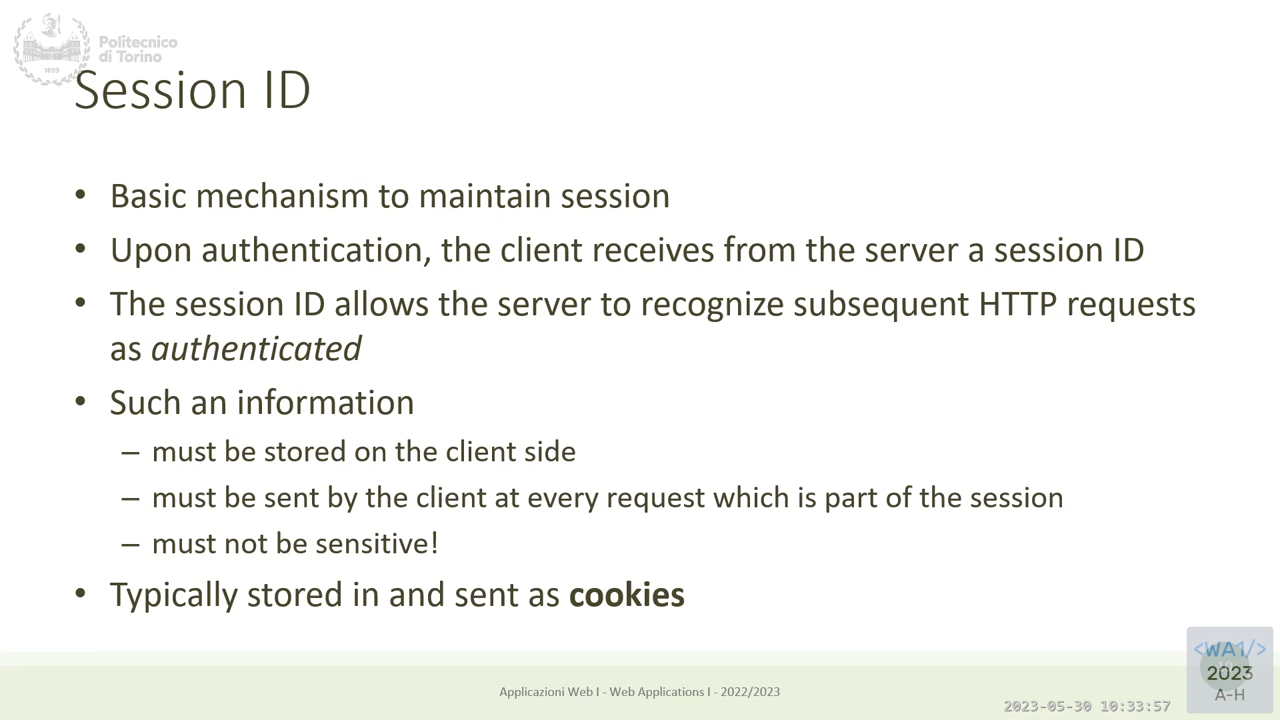 Politecnico
di Torino
1859
Session ID
• Basic mechanism to maintain session
• Upon authentication, the client receives from the server a session ID
• The session ID allows the server to recognize subsequent HTTP requests
as authenticated
• Such an information
– must be stored on the client side
– must be sent by the client at every request which is part of the session
– must not be sensitive!
• Typically stored in and sent as cookies
Applicazioni Web I - Web Applications I - 2022/2023
2023-05-30 10:33:57
<WA1/>
2023
A-H